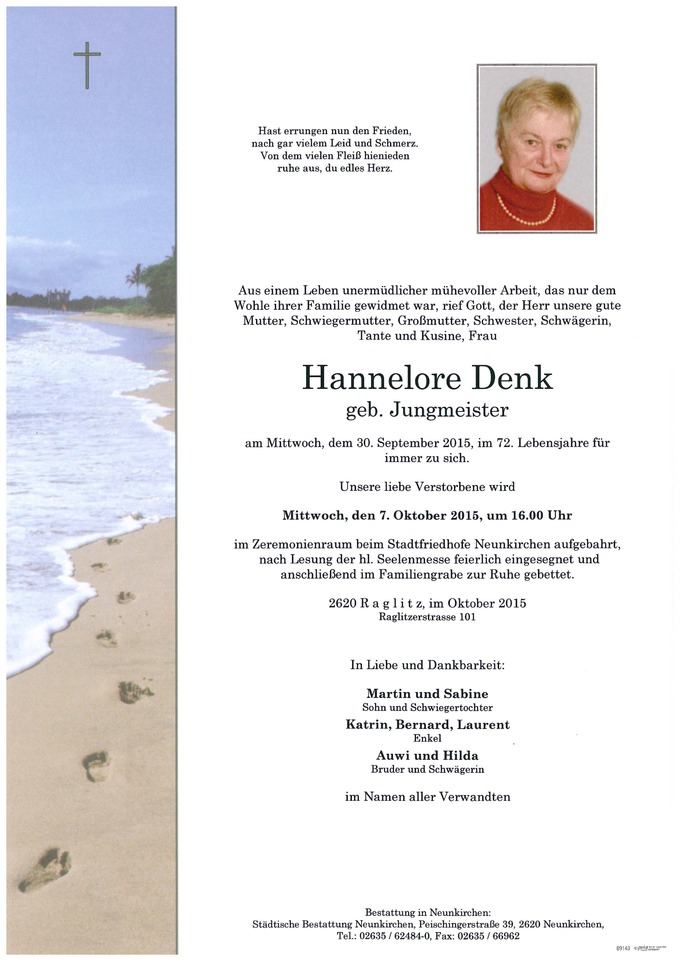 Hast errungen nun den Frieden,
nach gar vielem Leid und Schmerz.
Von dem vielen Fleiß hienieden
ruhe aus, du edles Herz.
Aus einem Leben unermüdlicher mühevoller Arbeit, das nur dem
Wohle ihrer Familie gewidmet war, rief Gott, der Herr unsere gute
Mutter, Schwiegermutter, Großmutter, Schwester, Schwägerin,
Tante und Kusine, Frau
Hannelore Denk
geb. Jungmeister
am Mittwoch, dem 30. September 2015, im 72. Lebensjahre für
immer zu sich.
Unsere liebe Verstorbene wird
Mittwoch, den 7. Oktober 2015, um 16.00 Uhr
im Zeremonienraum beim Stadtfriedhofe Neunkirchen aufgebahrt,
nach Lesung der hl. Seelenmesse feierlich eingesegnet und
anschließend im Familiengrabe zur Ruhe gebettet.
2620 R a g l i t z, im Oktober 2015
Raglitzerstrasse 101
In Liebe und Dankbarkeit:
Martin und Sabine
Sohn und Schwiegertochter
Katrin, Bernard, Laurent
Enkel
Auwi und Hilda
Bruder und Schwägerin
im Namen aller Verwandten
Bestattung in Neunkirchen:
Städtische Bestattung Neunkirchen, Peischingerstraße 39, 2620 Neunkirchen,
Tel.: 02635 / 62484-0, Fax: 02635 / 66962
89143